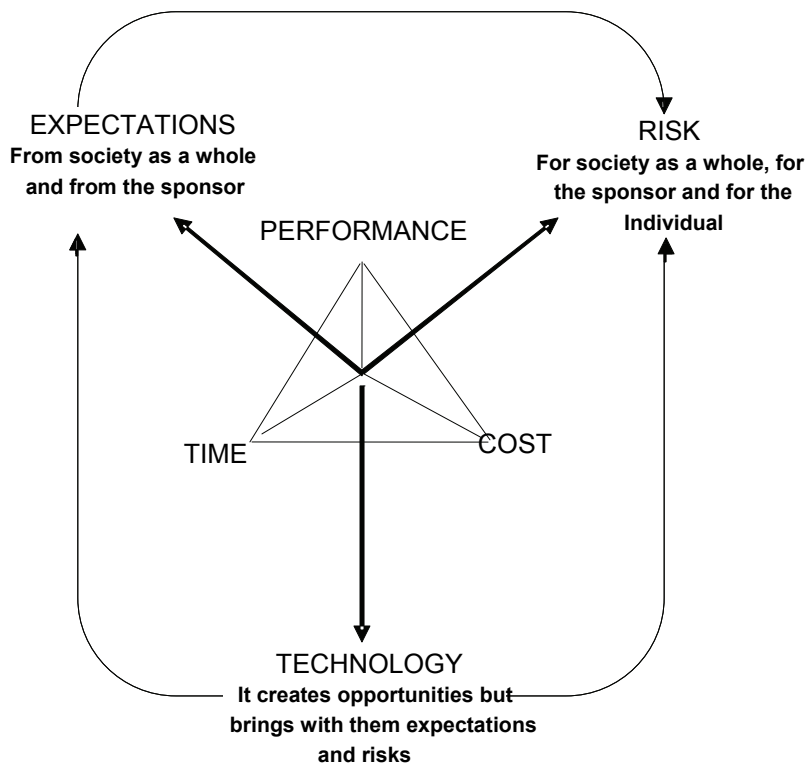 EXPECTATIONS
From society as a whole
and from the sponsor
RISK
For society as a whole, for
the sponsor and for the
Individual
PERFORMANCE
TIME
COST
TECHNOLOGY
It creates opportunities but
brings with them expectations
and risks